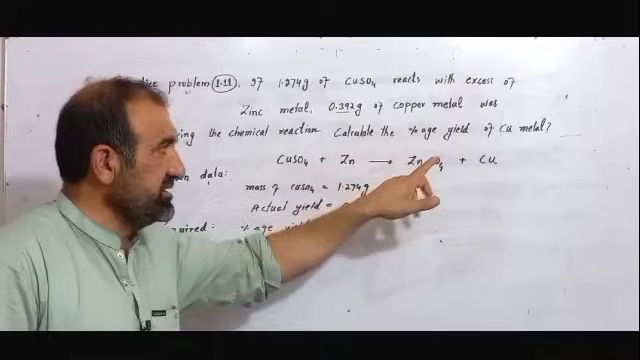 problem 1.11. If 1.274g of CuSO4 reacts with excess of
Zinc metal, 0.392g of copper metal was
the chemical reaction. Calculate the %age yield of Cu metal?
CuSO4 + Zn → Zn + Cu
data:
mass of CuSO4 = 1.274g
Actual yield =
%age